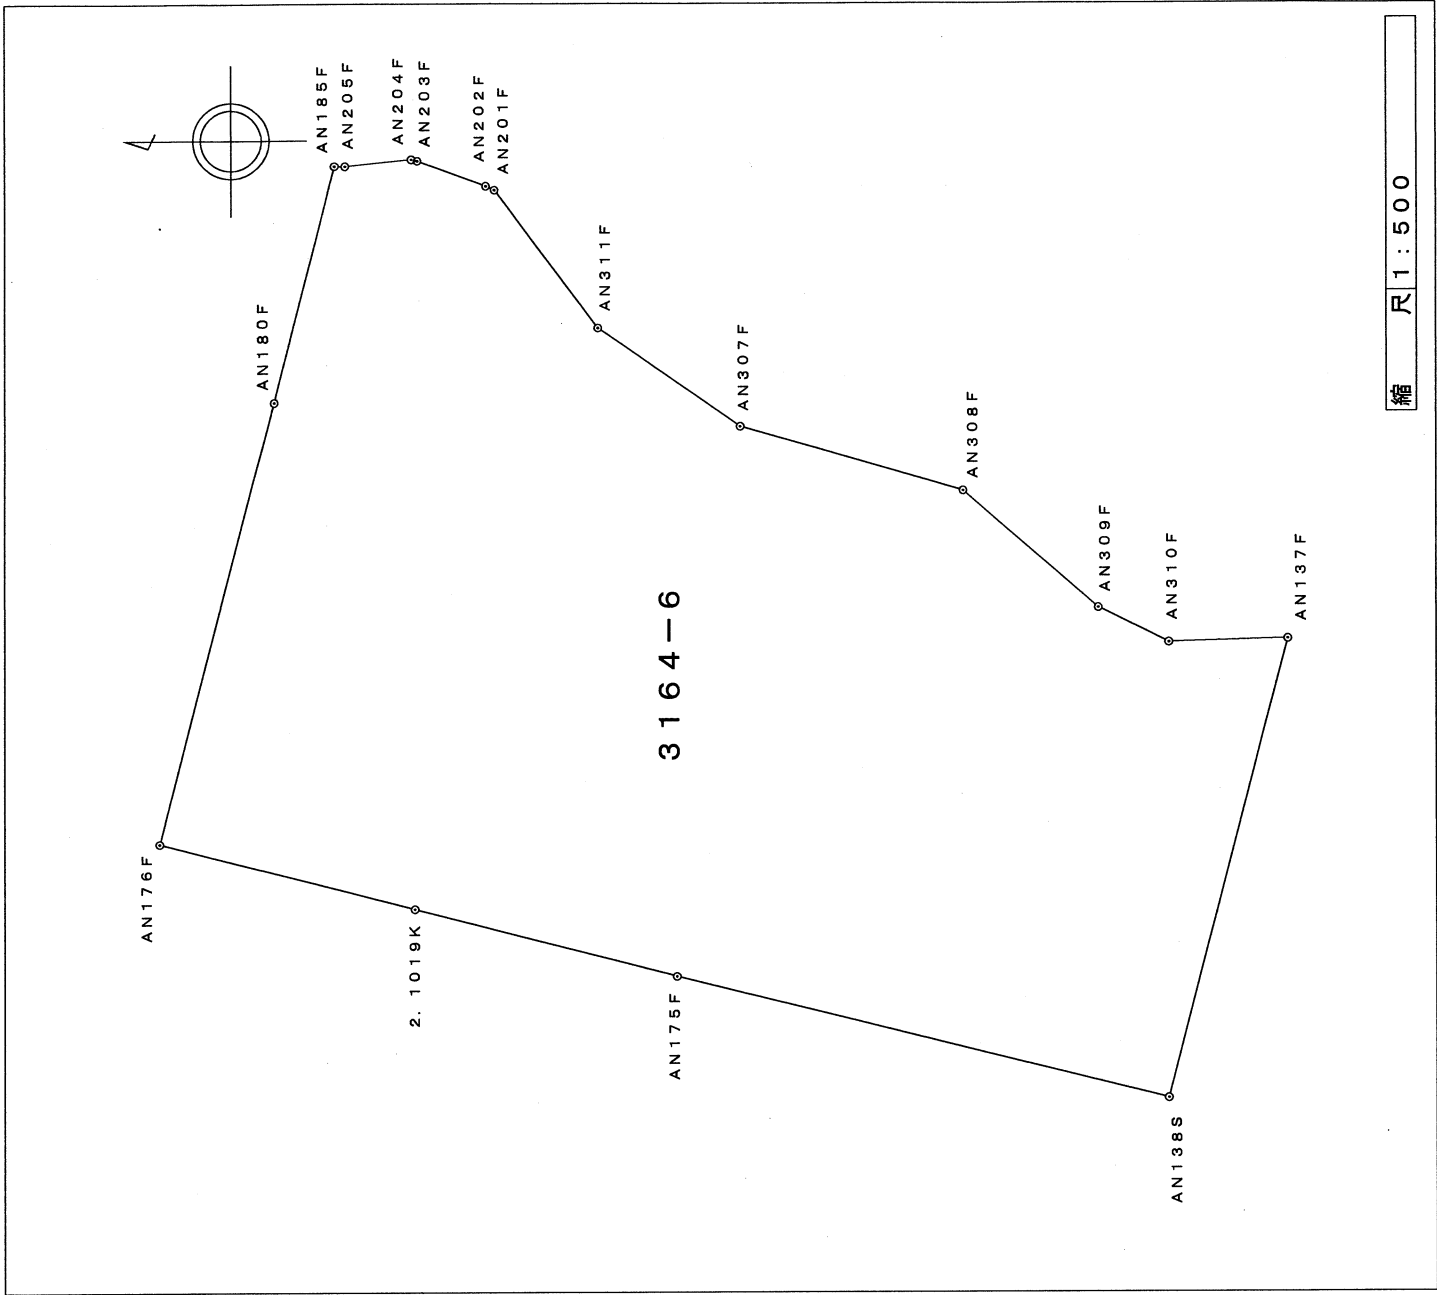 AN185F
AN205F
AN204F
AN203F
AN202F
AN201F
AN180F
AN311F
AN307F
AN308F
AN309F
AN310F
AN137F
3164-6
AN176F
2. 1019K
AN175F
AN138S
縮 尺 1:500